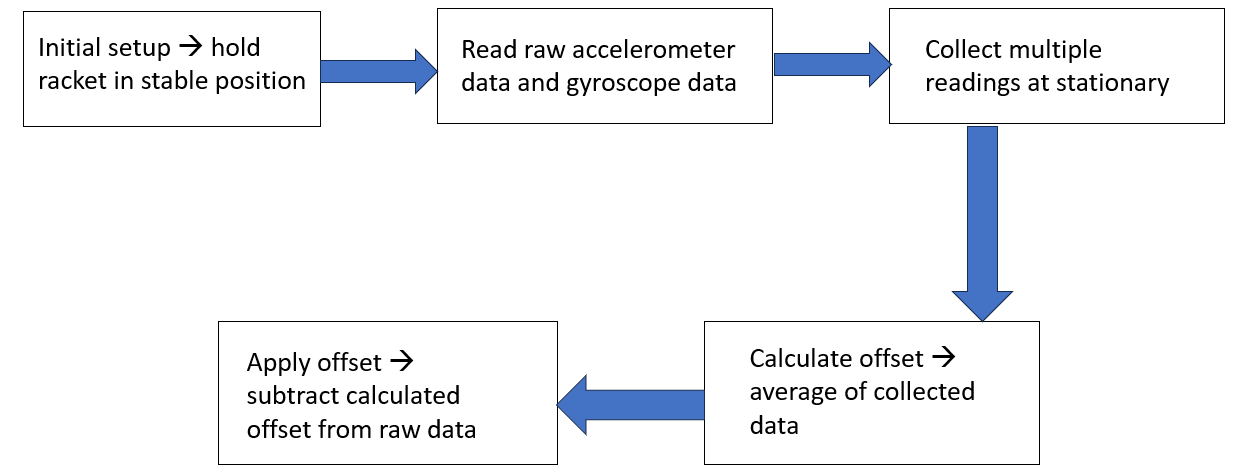 Initial setup → hold
racket in stable position
Read raw accelerometer
data and gyroscope data
Collect multiple
readings at stationary
Calculate offset →
average of collected
data
Apply offset →
subtract calculated
offset from raw data